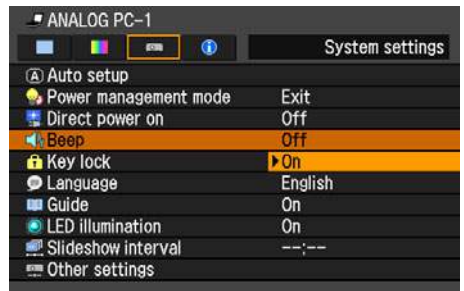 ANALOG PC-1
System settings
Auto setup
Power management mode Exit
Direct power on Off
Beep Off
Key lock On
Language English
Guide On
LED illumination On
Slideshow interval --:--
Other settings